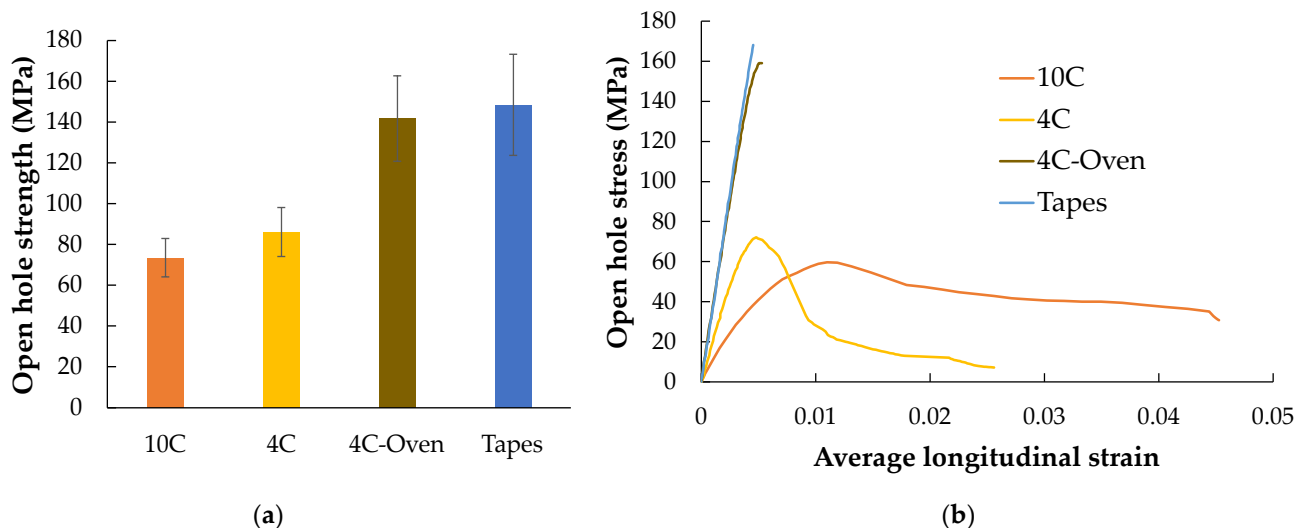 Open hole strength (MPa)
180
160
140
120
100
80
60
40
20
0
10C 4C 4C-Oven Tapes
(a)
Open hole stress (MPa)
180
160
140
120
100
80
60
40
20
0
10C
4C
4C-Oven
Tapes
0 0.01 0.02 0.03 0.04 0.05
Average longitudinal strain
(b)